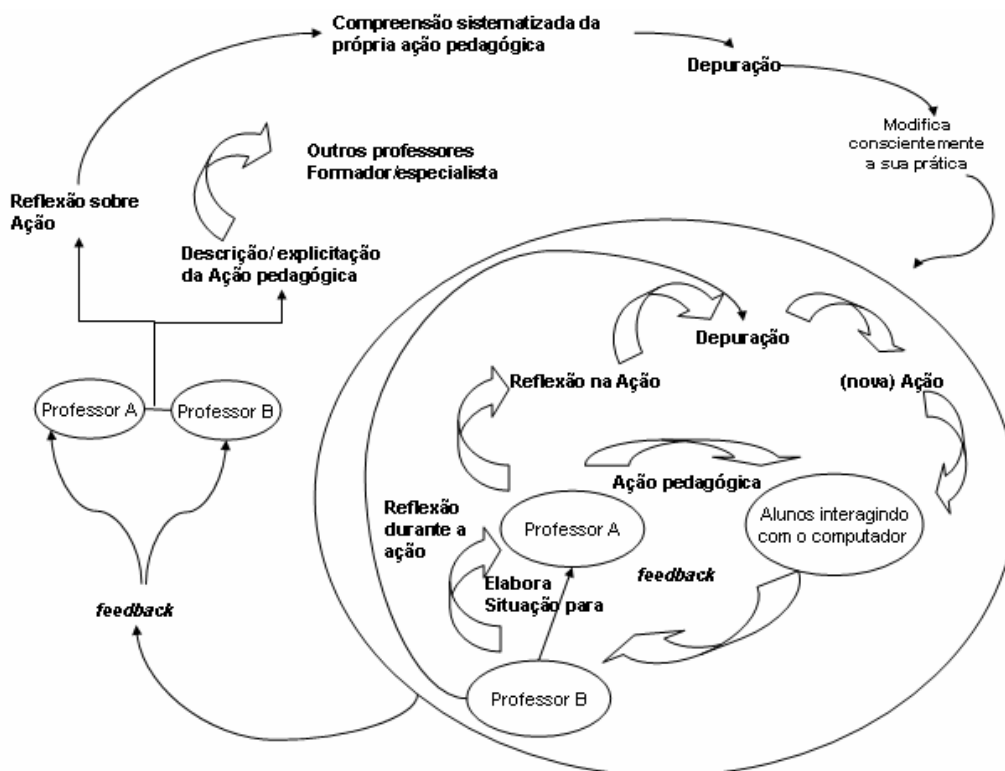 Compreensão sistematizada da
própria ação pedagógica
Depuração
Modifica
conscientemente
a sua prática
Outros professores
Formador/especialista
Reflexão sobre
Ação
Descrição/ explicitação
da Ação pedagógica
Depuração
Reflexão na Ação
(nova) Ação
Professor A
Professor B
Ação pedagógica
Reflexão
durante a
ação
Professor A
Alunos interagindo
com o computador
feedback
Elabora
Situação para
feedback
Professor B